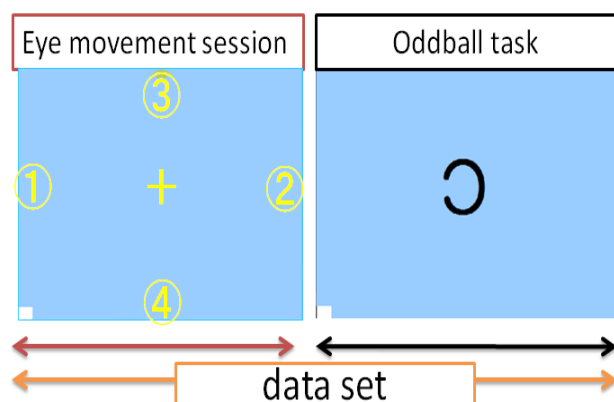 Eye movement session
Oddball task
③
① + ②
④
data set